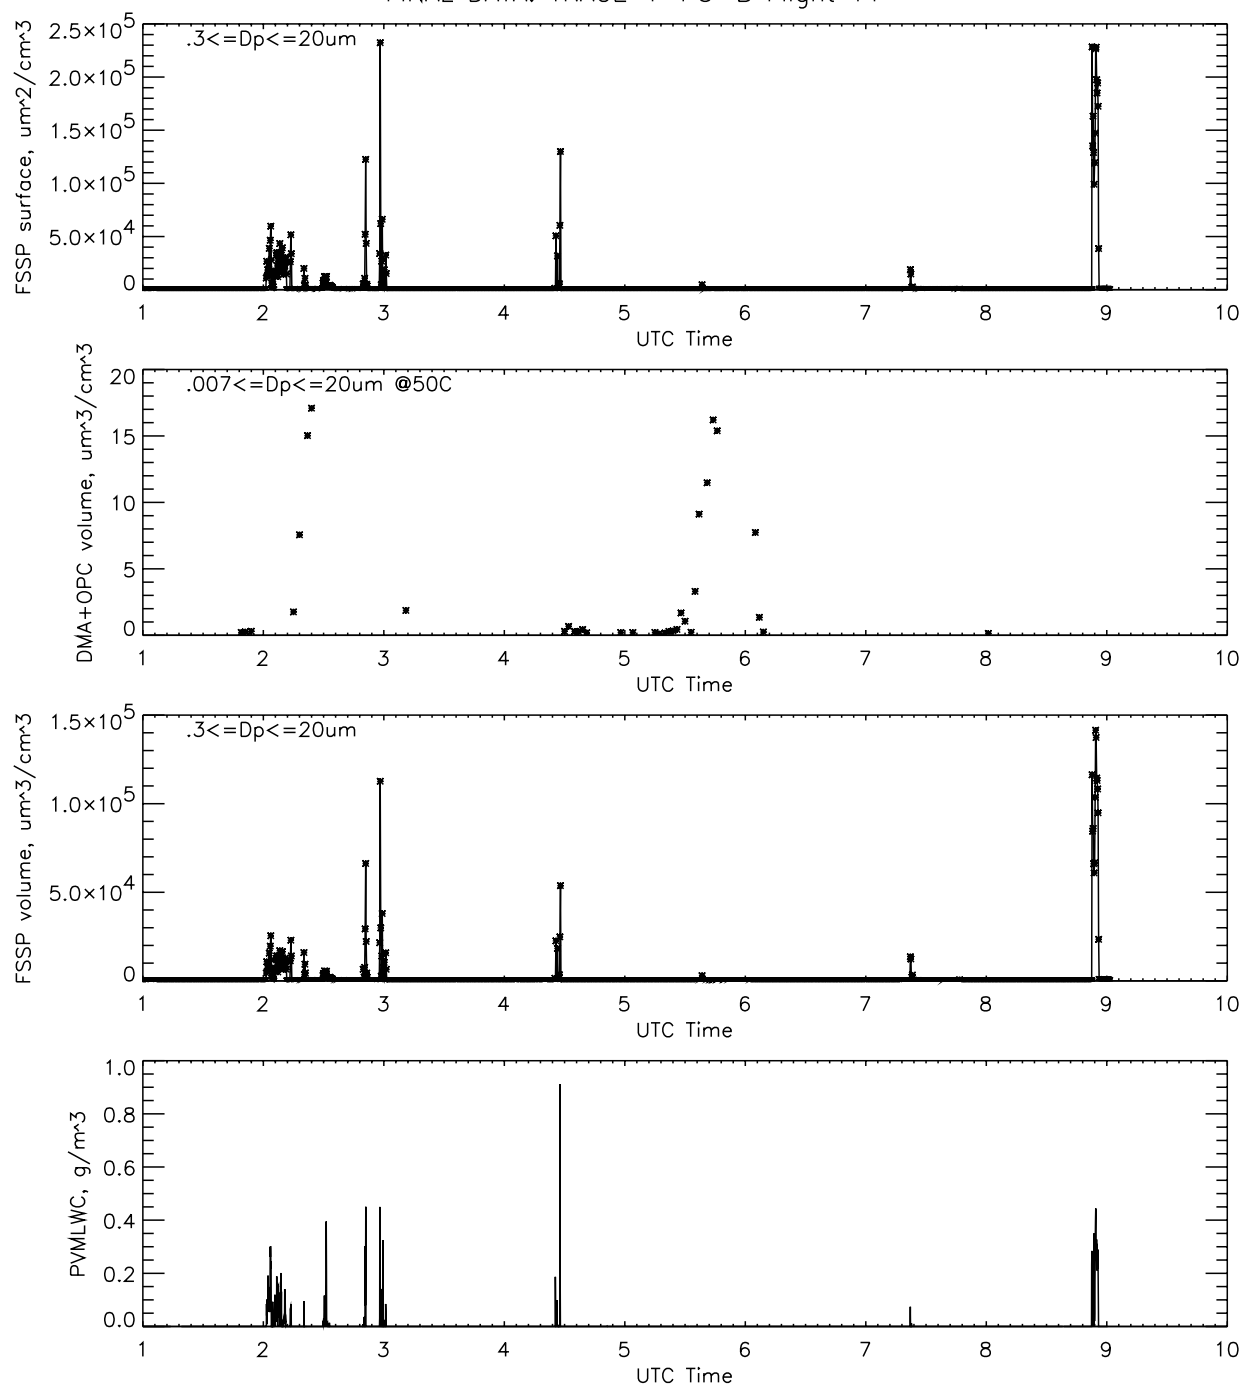 2.5×10^5
.3<=Dp<=20um
2.0×10^5
1.5×10^5
1.0×10^5
5.0×10^4
0
FSSP surface, um^2/cm^3
1 2 3 4 5 6 7 8 9 10
UTC Time
20
.007<=Dp<=20um @50C
15
10
5
0
DMA+OPC volume, um^3/cm^3
1 2 3 4 5 6 7 8 9 10
UTC Time
1.5×10^5
.3<=Dp<=20um
1.0×10^5
5.0×10^4
0
FSSP volume, um^3/cm^3
1 2 3 4 5 6 7 8 9 10
UTC Time
1.0
0.8
0.6
0.4
0.2
0.0
PVMLWC, g/m^3
1 2 3 4 5 6 7 8 9 10
UTC Time